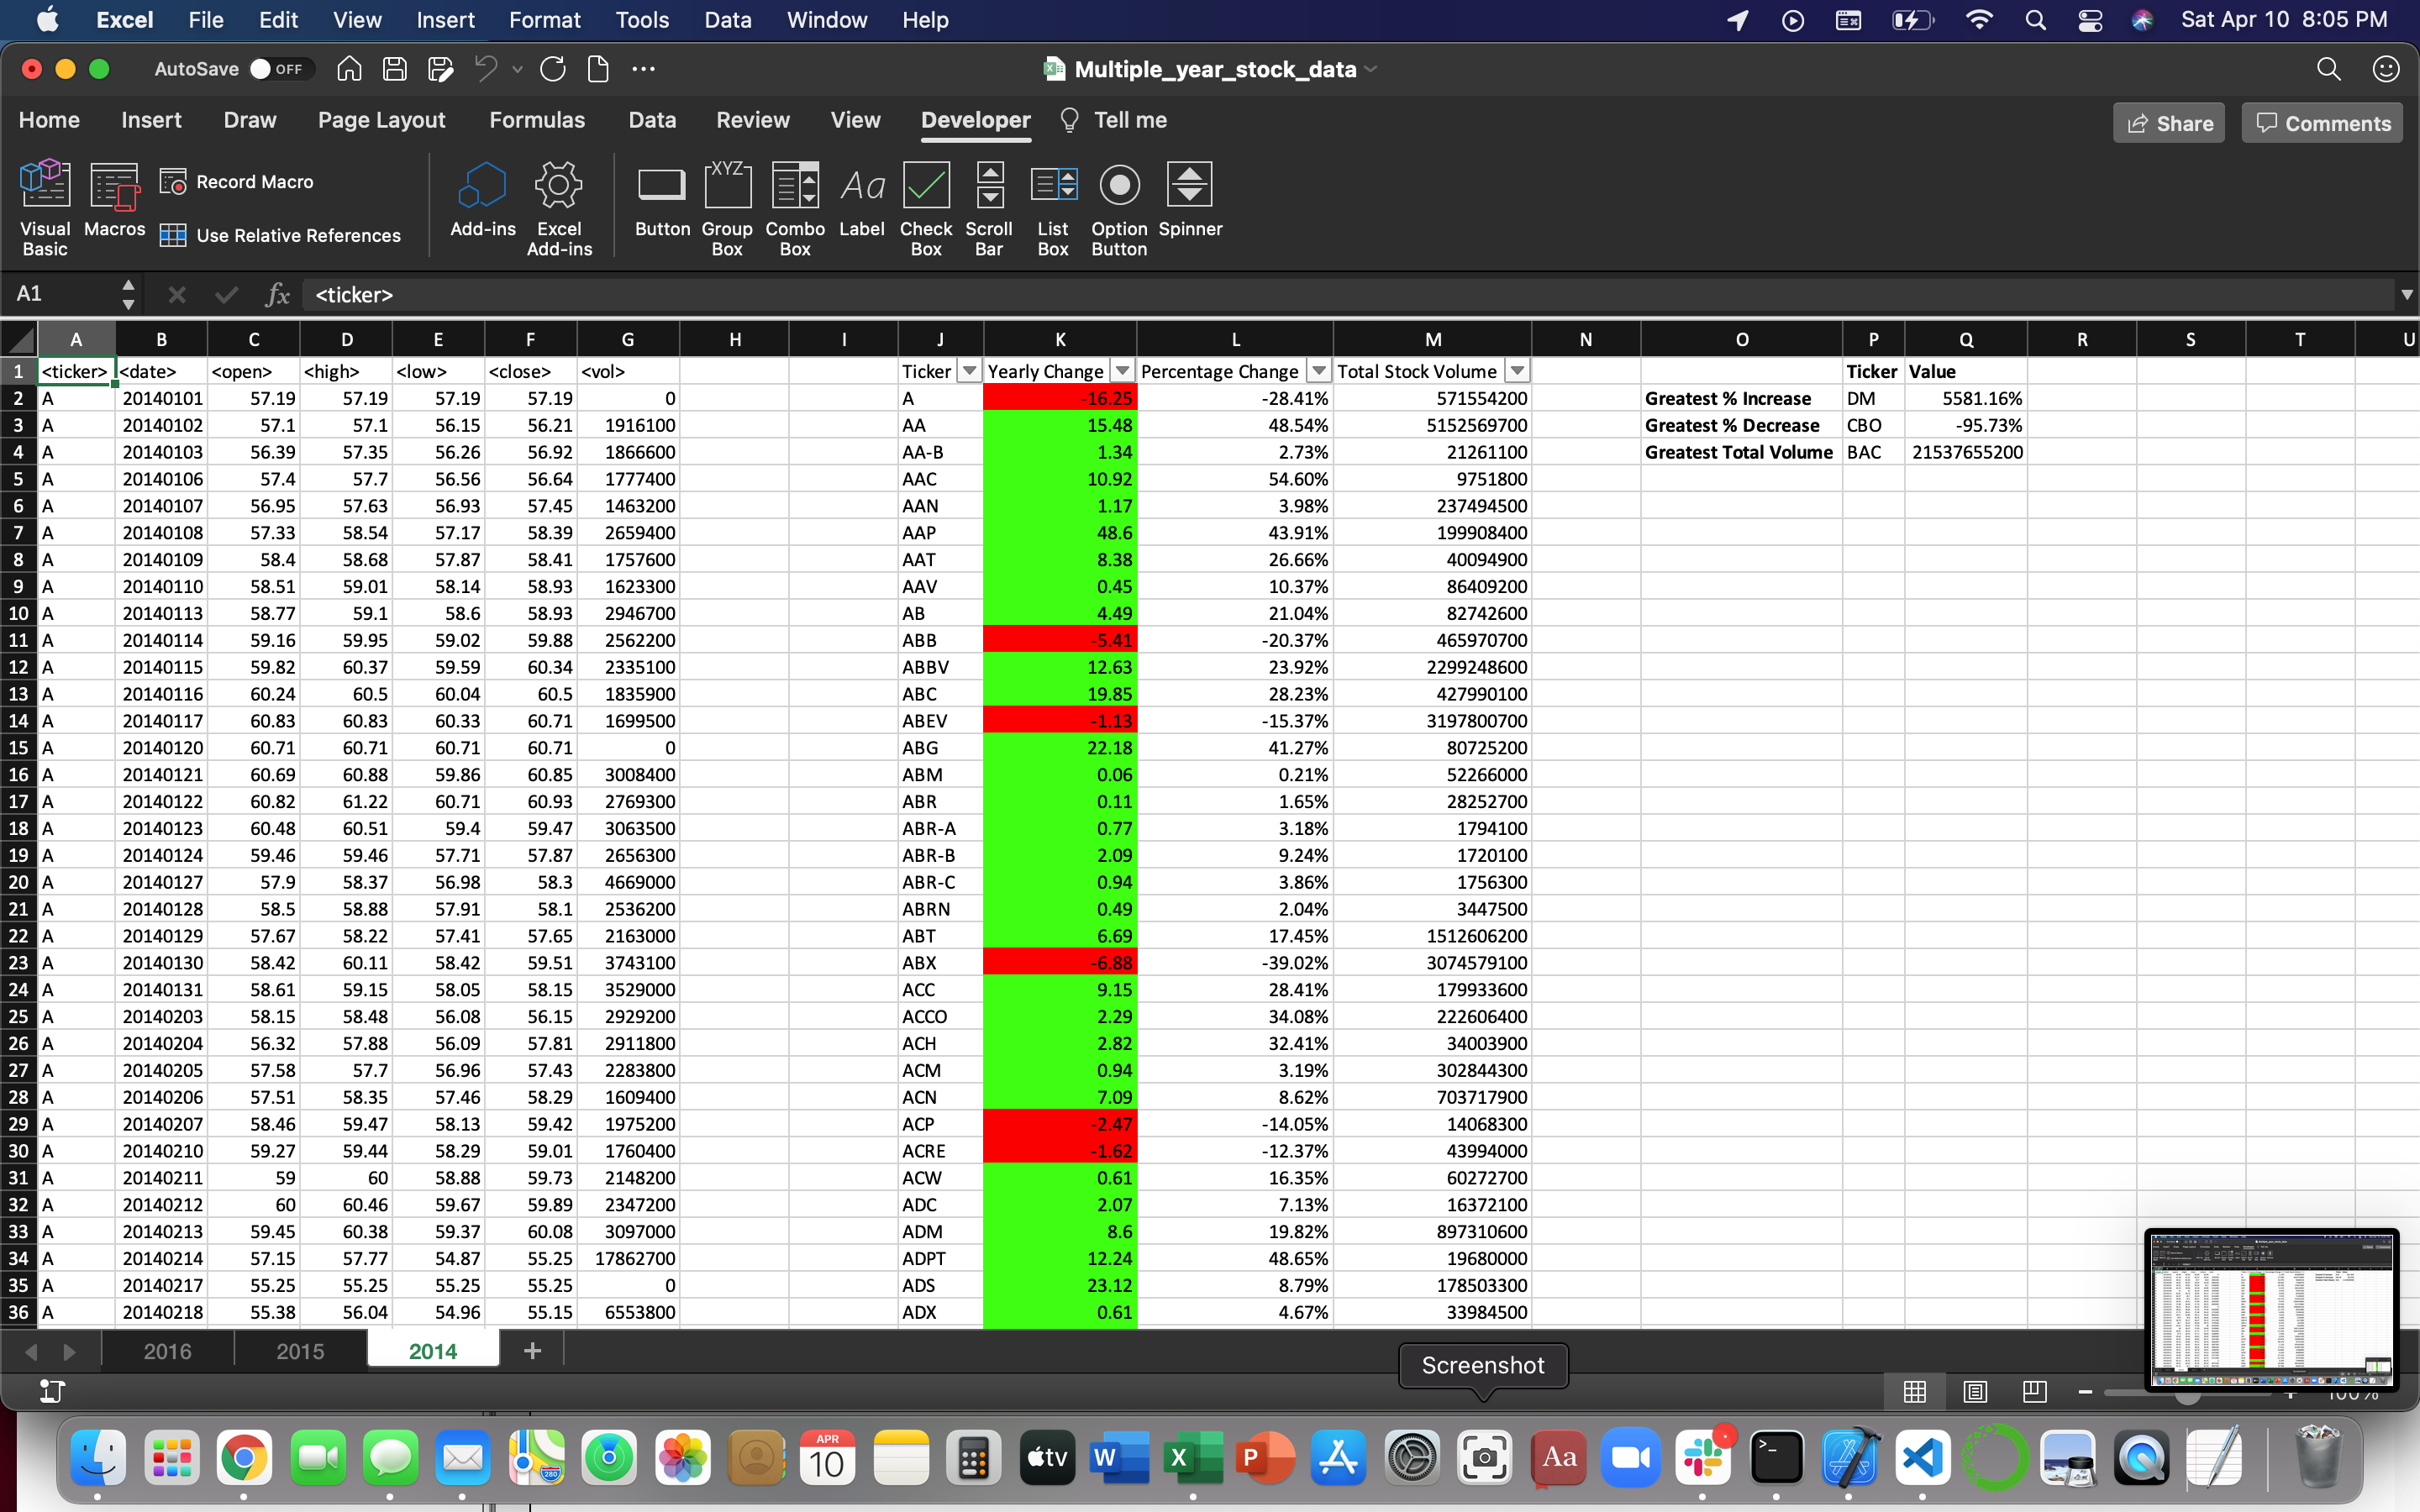 Excel File Edit View Insert Format Tools Data Window Help Sat Apr 10 8:05 PM
AutoSave OFF Multiple_year_stock_data
Home Insert Draw Page Layout Formulas Data Review View Developer Tell me Share Comments
Visual Basic Macros Record Macro Use Relative References Add-ins Excel Add-ins XYZ Button Group Box Combo Box Aa Label Check Box Scroll Bar List Box Option Button Spinner
A1 fx <ticker>
A B C D E F G H I J K L M N O P Q R S T U
1 <ticker> <date> <open> <high> <low> <close> <vol> Ticker Yearly Change Percentage Change Total Stock Volume Ticker Value
2 A 20140101 57.19 57.19 57.19 57.19 0 A -16.25 -28.41% 571554200 Greatest % Increase DM 5581.16%
3 A 20140102 57.1 57.1 56.15 56.21 1916100 AA 15.48 48.54% 5152569700 Greatest % Decrease CBO -95.73%
4 A 20140103 56.39 57.35 56.26 56.92 1866600 AA-B 1.34 2.73% 21261100 Greatest Total Volume BAC 21537655200
5 A 20140106 57.4 57.7 56.56 56.64 1777400 AAC 10.92 54.60% 9751800
6 A 20140107 56.95 57.63 56.93 57.45 1463200 AAN 1.17 3.98% 237494500
7 A 20140108 57.33 58.54 57.17 58.39 2659400 AAP 48.6 43.91% 199908400
8 A 20140109 58.4 58.68 57.87 58.41 1757600 AAT 8.38 26.66% 40094900
9 A 20140110 58.51 59.01 58.14 58.93 1623300 AAV 0.45 10.37% 86409200
10 A 20140113 58.77 59.1 58.6 58.93 2946700 AB 4.49 21.04% 82742600
11 A 20140114 59.16 59.95 59.02 59.88 2562200 ABB -5.41 -20.37% 465970700
12 A 20140115 59.82 60.37 59.59 60.34 2335100 ABBV 12.63 23.92% 2299248600
13 A 20140116 60.24 60.5 60.04 60.5 1835900 ABC 19.85 28.23% 427990100
14 A 20140117 60.83 60.83 60.33 60.71 1699500 ABEV -1.13 -15.37% 3197800700
15 A 20140120 60.71 60.71 60.71 60.71 0 ABG 22.18 41.27% 80725200
16 A 20140121 60.69 60.88 59.86 60.85 3008400 ABM 0.06 0.21% 52266000
17 A 20140122 60.82 61.22 60.71 60.93 2769300 ABR 0.11 1.65% 28252700
18 A 20140123 60.48 60.51 59.4 59.47 3063500 ABR-A 0.77 3.18% 1794100
19 A 20140124 59.46 59.46 57.71 57.87 2656300 ABR-B 2.09 9.24% 1720100
20 A 20140127 57.9 58.37 56.98 58.3 4669000 ABR-C 0.94 3.86% 1756300
21 A 20140128 58.5 58.88 57.91 58.1 2536200 ABRN 0.49 2.04% 3447500
22 A 20140129 57.67 58.22 57.41 57.65 2163000 ABT 6.69 17.45% 1512606200
23 A 20140130 58.42 60.11 58.42 59.51 3743100 ABX -6.88 -39.02% 3074579100
24 A 20140131 58.61 59.15 58.05 58.15 3529000 ACC 9.15 28.41% 179933600
25 A 20140203 58.15 58.48 56.08 56.15 2929200 ACCO 2.29 34.08% 222606400
26 A 20140204 56.32 57.88 56.09 57.81 2911800 ACH 2.82 32.41% 34003900
27 A 20140205 57.58 57.7 56.96 57.43 2283800 ACM 0.94 3.19% 302844300
28 A 20140206 57.51 58.35 57.46 58.29 1609400 ACN 7.09 8.62% 703717900
29 A 20140207 58.46 59.47 58.13 59.42 1975200 ACP -2.47 -14.05% 14068300
30 A 20140210 59.27 59.44 58.29 59.01 1760400 ACRE -1.62 -12.37% 43994000
31 A 20140211 59 60 58.88 59.73 2148200 ACW 0.61 16.35% 60272700
32 A 20140212 60 60.46 59.67 59.89 2347200 ADC 2.07 7.13% 16372100
33 A 20140213 59.45 60.38 59.37 60.08 3097000 ADM 8.6 19.82% 897310600
34 A 20140214 57.15 57.77 54.87 55.25 17862700 ADPT 12.24 48.65% 19680000
35 A 20140217 55.25 55.25 55.25 55.25 0 ADS 23.12 8.79% 178503300
36 A 20140218 55.38 56.04 54.96 55.15 6553800 ADX 0.61 4.67% 33984500
2016 2015 2014 +
Screenshot
100%
APR 10 tv W X P Aa 280